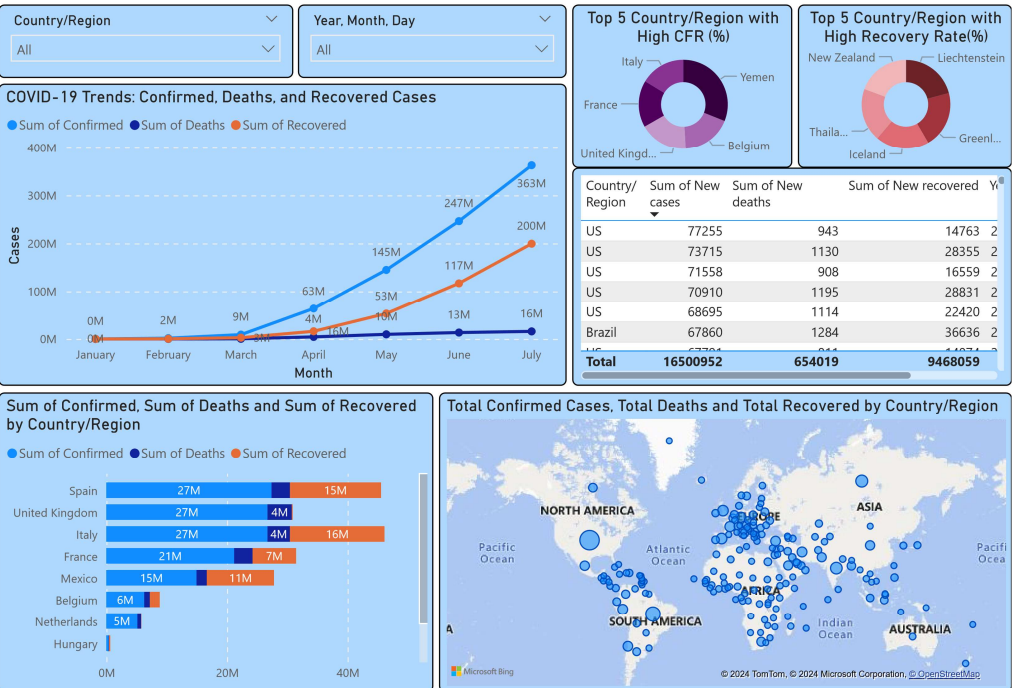 Country/Region
All
Year, Month, Day
All
Top 5 Country/Region with
High CFR (%)
Italy
Yemen
France
United Kingd...
Belgium
Top 5 Country/Region with
High Recovery Rate(%)
New Zealand
Liechtenstein
Thaila...
Greenl...
Iceland
COVID-19 Trends: Confirmed, Deaths, and Recovered Cases
Sum of Confirmed Sum of Deaths Sum of Recovered
400M
300M
200M
100M
0M
Cases
0M 2M 9M 63M 145M 247M 363M
0M 3M 16M 53M 117M 200M
4M 10M 13M 16M
January February March April May June July
Month
Country/ Region Sum of New cases Sum of New deaths Sum of New recovered
US 77255 943 14763 2
US 73715 1130 28355 2
US 71558 908 16559 2
US 70910 1195 28831 2
US 68695 1114 22420 2
Brazil 67860 1284 36636 2
Total 16500952 654019 9468059
Sum of Confirmed, Sum of Deaths and Sum of Recovered
by Country/Region
Sum of Confirmed Sum of Deaths Sum of Recovered
Spain 27M 15M
United Kingdom 27M 4M
Italy 27M 4M 16M
France 21M 7M
Mexico 15M 11M
Belgium 6M
Netherlands 5M
Hungary
0M 20M 40M
Total Confirmed Cases, Total Deaths and Total Recovered by Country/Region
NORTH AMERICA
EUROPE
ASIA
Pacific
Ocean
Atlantic
Ocean
Pacifi
Ocea
AFRICA
SOUTH AMERICA
Indian
Ocean
AUSTRALIA
A
Microsoft Bing
© 2024 TomTom, © 2024 Microsoft Corporation, © OpenStreetMap